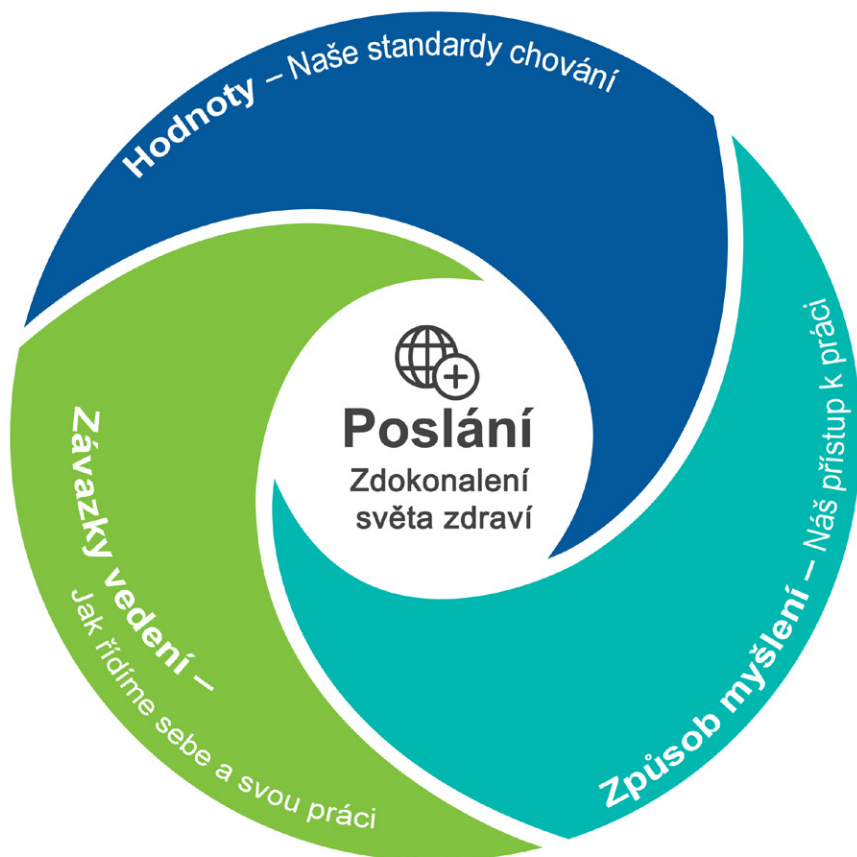 Hodnoty – Naše standardy chování
Způsob myšlení – Náš přístup k práci
Závazky vedení –
Jak řídíme sebe a svou práci
Poslání
Zdokonalení
světa zdraví